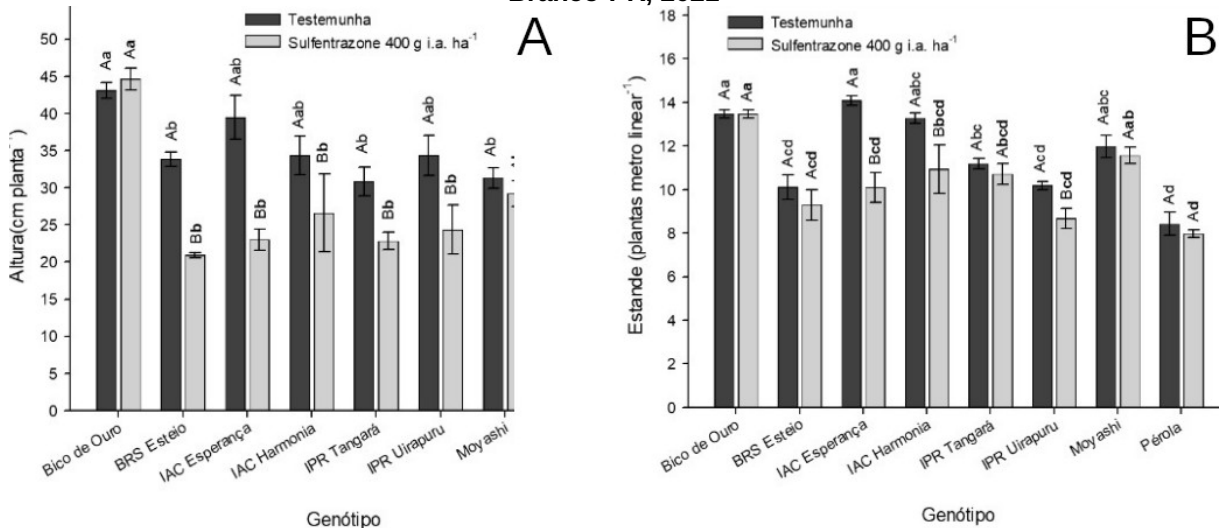 Testemunha
Sulfentrazone 400 g i.a. ha⁻¹
A
Altura(cm planta
50
45
40
35
30
25
20
15
10
5
0
Aa Aa
Ab Bb
Aab Bb
Aab Bb
Ab Bb
Aab Bb
Ab
Bico de Ouro
BRS Esteio
IAC Esperança
IAC Harmonia
IPR Tangará
IPR Uirapuru
Moyashi
Genótipo
Testemunha
Sulfentrazone 400 g i.a. ha⁻¹
B
Estande (plantas metro linear⁻¹)
18
16
14
12
10
8
6
4
2
0
Aa Aa
Acd Acd
Aa Bcd
Aabc Bbcd
Abc Abcd
Acd Bcd
Aabc Aab
Ad Ad
Bico de Ouro
BRS Esteio
IAC Esperança
IAC Harmonia
IPR Tangará
IPR Uirapuru
Moyashi
Pérola
Genótipo